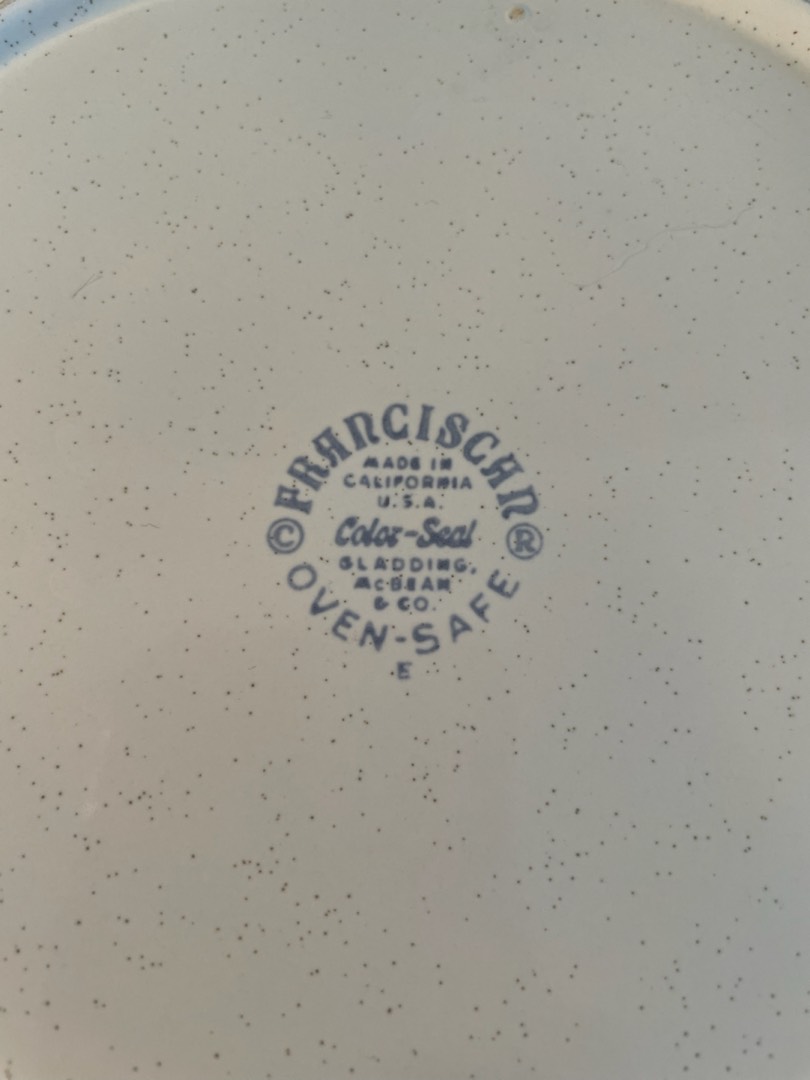 FRANCISCAN
MADE IN
CALIFORNIA
U.S.A.
©
Color-Seal
®
GLADDING,
McBEAN
& CO.
OVEN-SAFE
E